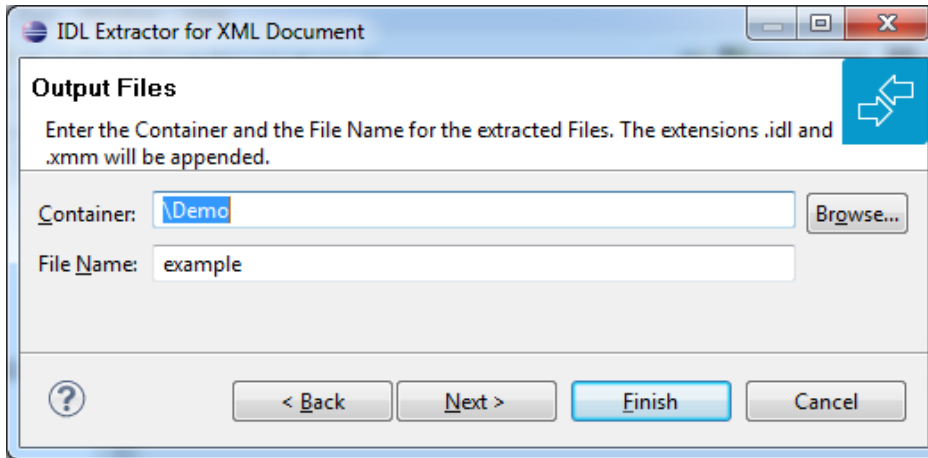 IDL Extractor for XML Document
Output Files
Enter the Container and the File Name for the extracted Files. The extensions .idl and
.xmm will be appended.
Container: \Demo Browse...
File Name: example
? < Back Next > Finish Cancel